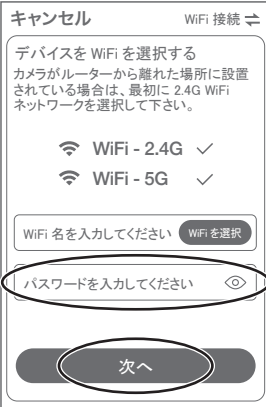 キャンセル WiFi 接続
デバイスを WiFi を選択する
カメラがルーターから離れた場所に設置
されている場合は、最初に 2.4G WiFi
ネットワークを選択して下さい。
WiFi - 2.4G ✓
WiFi - 5G ✓
WiFi 名を入力してください WiFi を選択
パスワードを入力してください
次へ